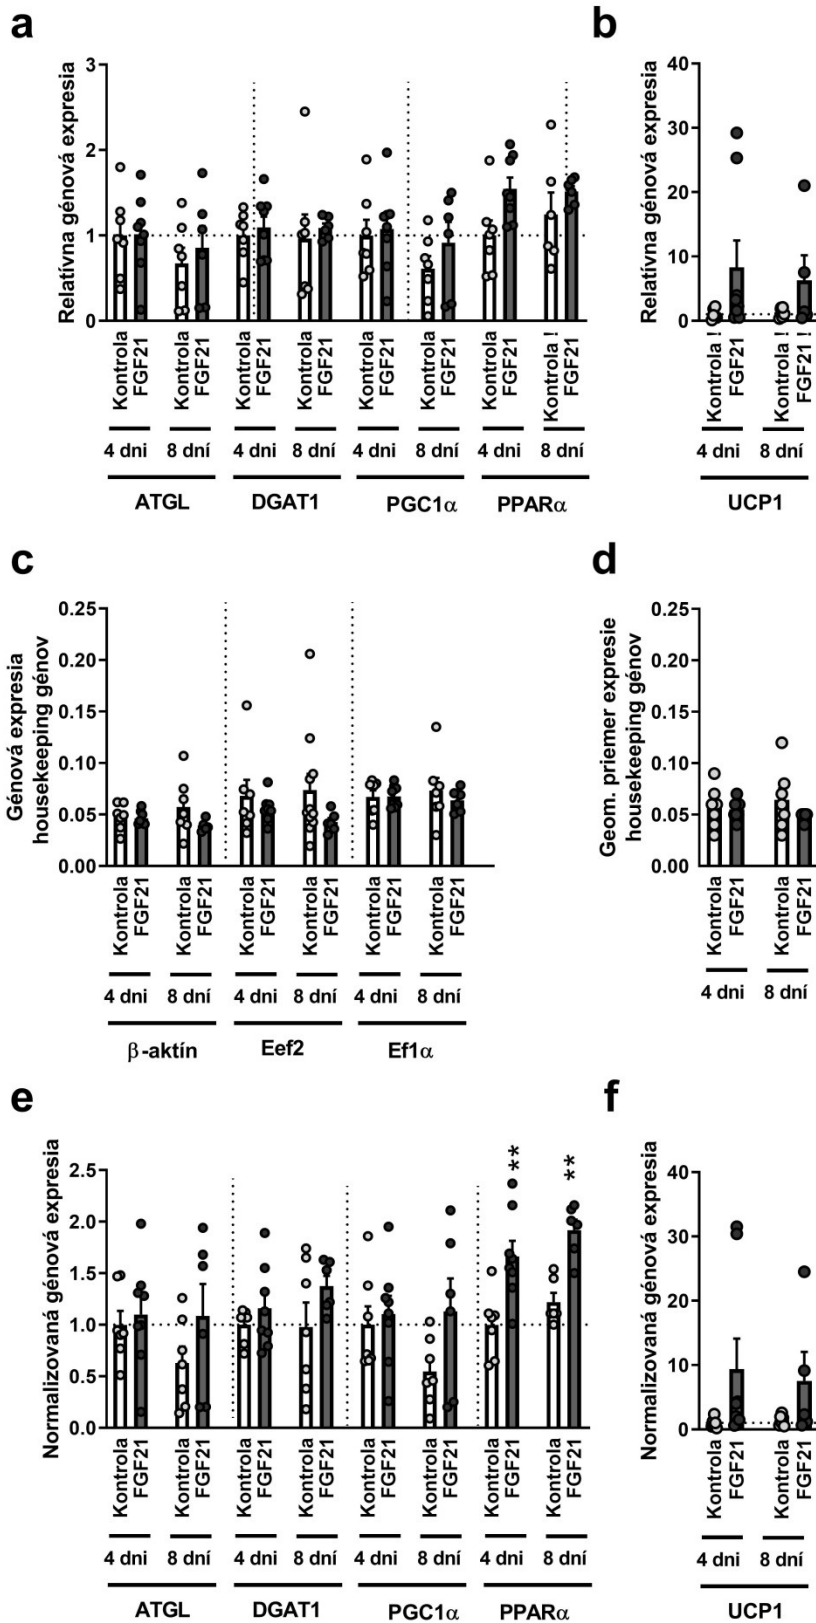 a
Relatívna génová expresia
3
2
1
0
Kontrola
FGF21
Kontrola
FGF21
Kontrola
FGF21
Kontrola
FGF21
Kontrola
FGF21
Kontrola
FGF21
Kontrola
FGF21
Kontrola !
FGF21
4 dni 8 dní 4 dni 8 dní 4 dni 8 dní 4 dni 8 dní
ATGL DGAT1 PGC1α PPARα
b
Relatívna génová expresia
40
30
20
10
0
Kontrola !
FGF21
Kontrola !
FGF21 !
4 dni 8 dní
UCP1
c
Génová expresia
housekeeping génov
0.25
0.20
0.15
0.10
0.05
0.00
Kontrola
FGF21
Kontrola
FGF21
Kontrola
FGF21
Kontrola
FGF21
Kontrola
FGF21
Kontrola
FGF21
4 dni 8 dní 4 dni 8 dní 4 dni 8 dní
β-aktín Eef2 Ef1α
d
Geom. priemer expresie
housekeeping génov
0.25
0.20
0.15
0.10
0.05
0.00
Kontrola
FGF21
Kontrola
FGF21
4 dni 8 dní
e
Normalizovaná génová expresia
2.5
2.0
1.5
1.0
0.5
0.0
** **
Kontrola
FGF21
Kontrola
FGF21
Kontrola
FGF21
Kontrola
FGF21
Kontrola
FGF21
Kontrola
FGF21
Kontrola
FGF21
Kontrola
FGF21
4 dni 8 dní 4 dni 8 dní 4 dni 8 dní 4 dni 8 dní
ATGL DGAT1 PGC1α PPARα
f
Normalizovaná génová expresia
40
30
20
10
0
Kontrola
FGF21
Kontrola
FGF21
4 dni 8 dní
UCP1